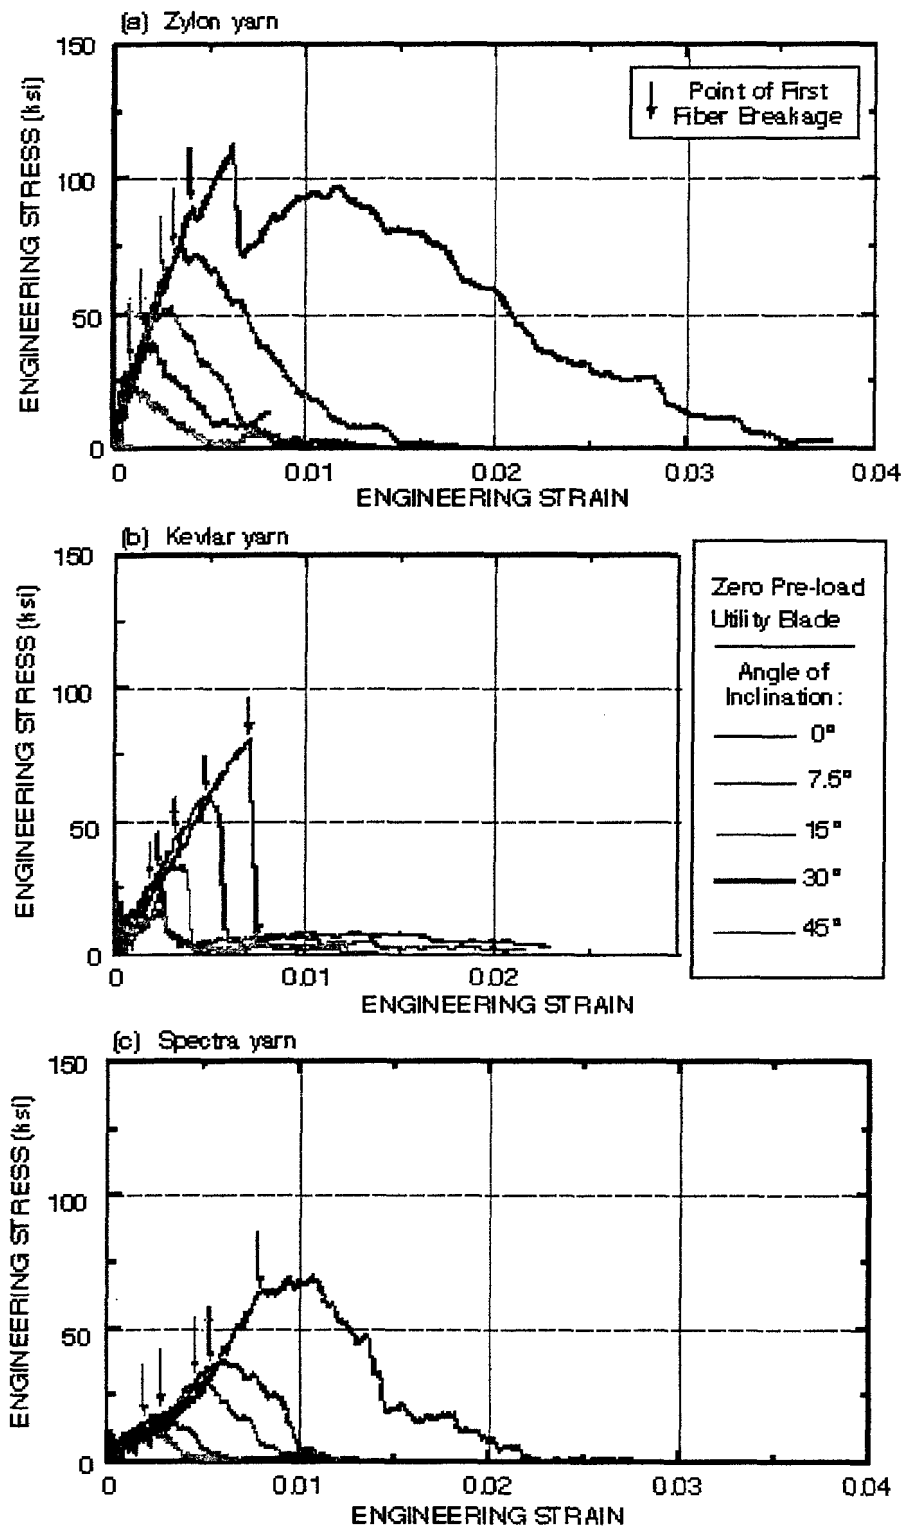 (a) Zylon yarn
150
100
50
0
ENGINEERING STRESS (ksi)
Point of First
Fiber Breakage
0 0.01 0.02 0.03 0.04
ENGINEERING STRAIN
(b) Kevlar yarn
150
100
50
0
ENGINEERING STRESS (ksi)
0 0.01 0.02
ENGINEERING STRAIN
Zero Pre-load
Utility Blade
Angle of
Inclination:
0°
7.5°
15°
30°
45°
(c) Spectra yarn
150
100
50
0
ENGINEERING STRESS (ksi)
0 0.01 0.02 0.03 0.04
ENGINEERING STRAIN